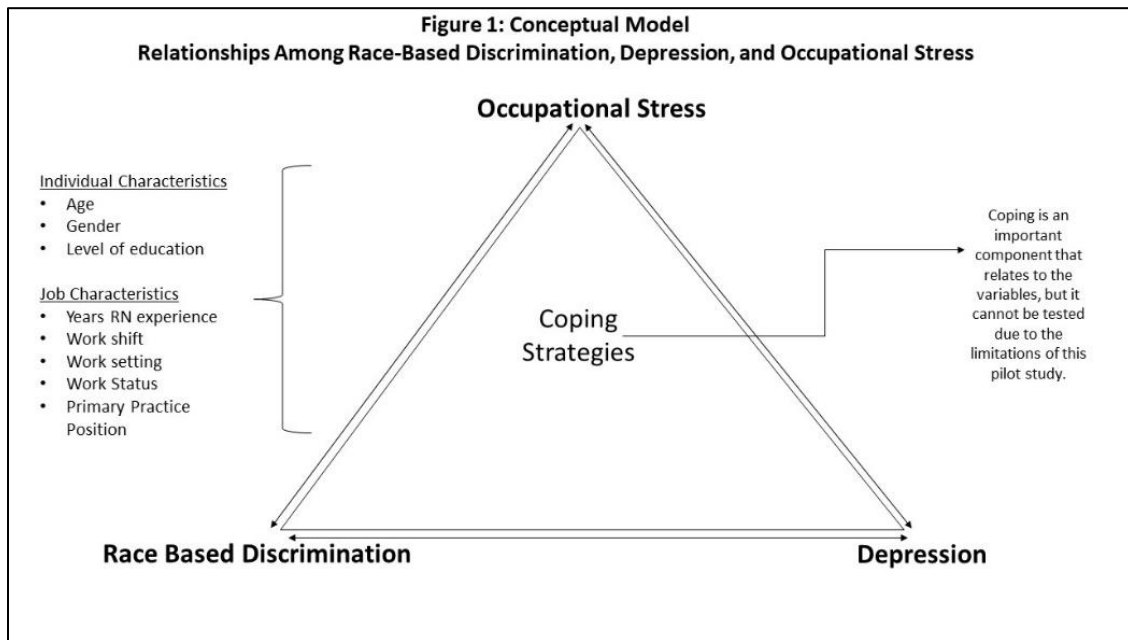 Figure 1: Conceptual Model
Relationships Among Race-Based Discrimination, Depression, and Occupational Stress
Occupational Stress
Individual Characteristics
• Age
• Gender
• Level of education
Job Characteristics
• Years RN experience
• Work shift
• Work setting
• Work Status
• Primary Practice
Position
Coping
Strategies
Coping is an
important
component that
relates to the
variables, but it
cannot be tested
due to the
limitations of this
pilot study.
Race Based Discrimination
Depression